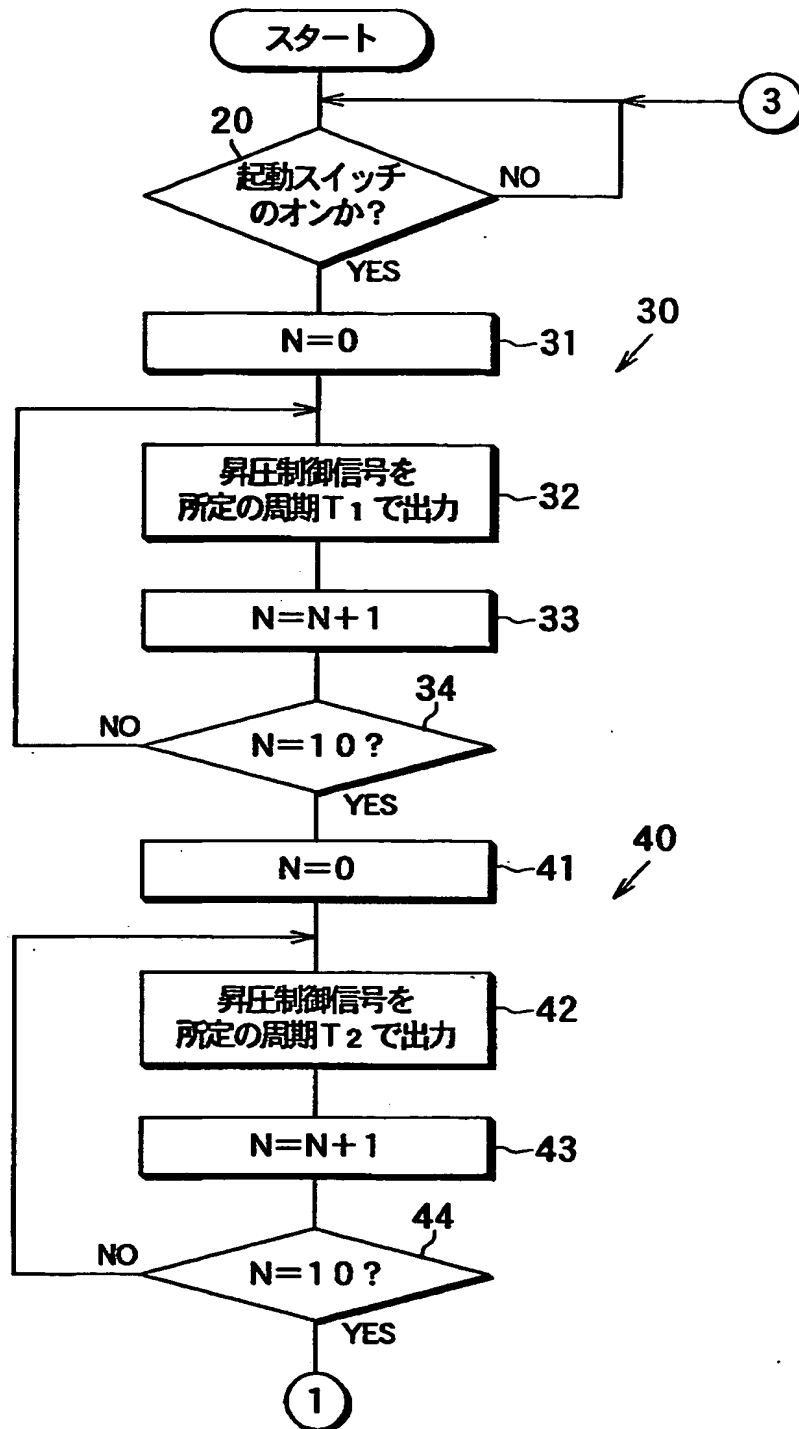 スタート
3
20
起動スイッチ
のオンか?
NO
YES
N=0
31
30
昇圧制御信号を
所定の周期T1で出力
32
N=N+1
33
34
NO
N=10?
YES
N=0
41
40
昇圧制御信号を
所定の周期T2で出力
42
N=N+1
43
44
NO
N=10?
YES
1